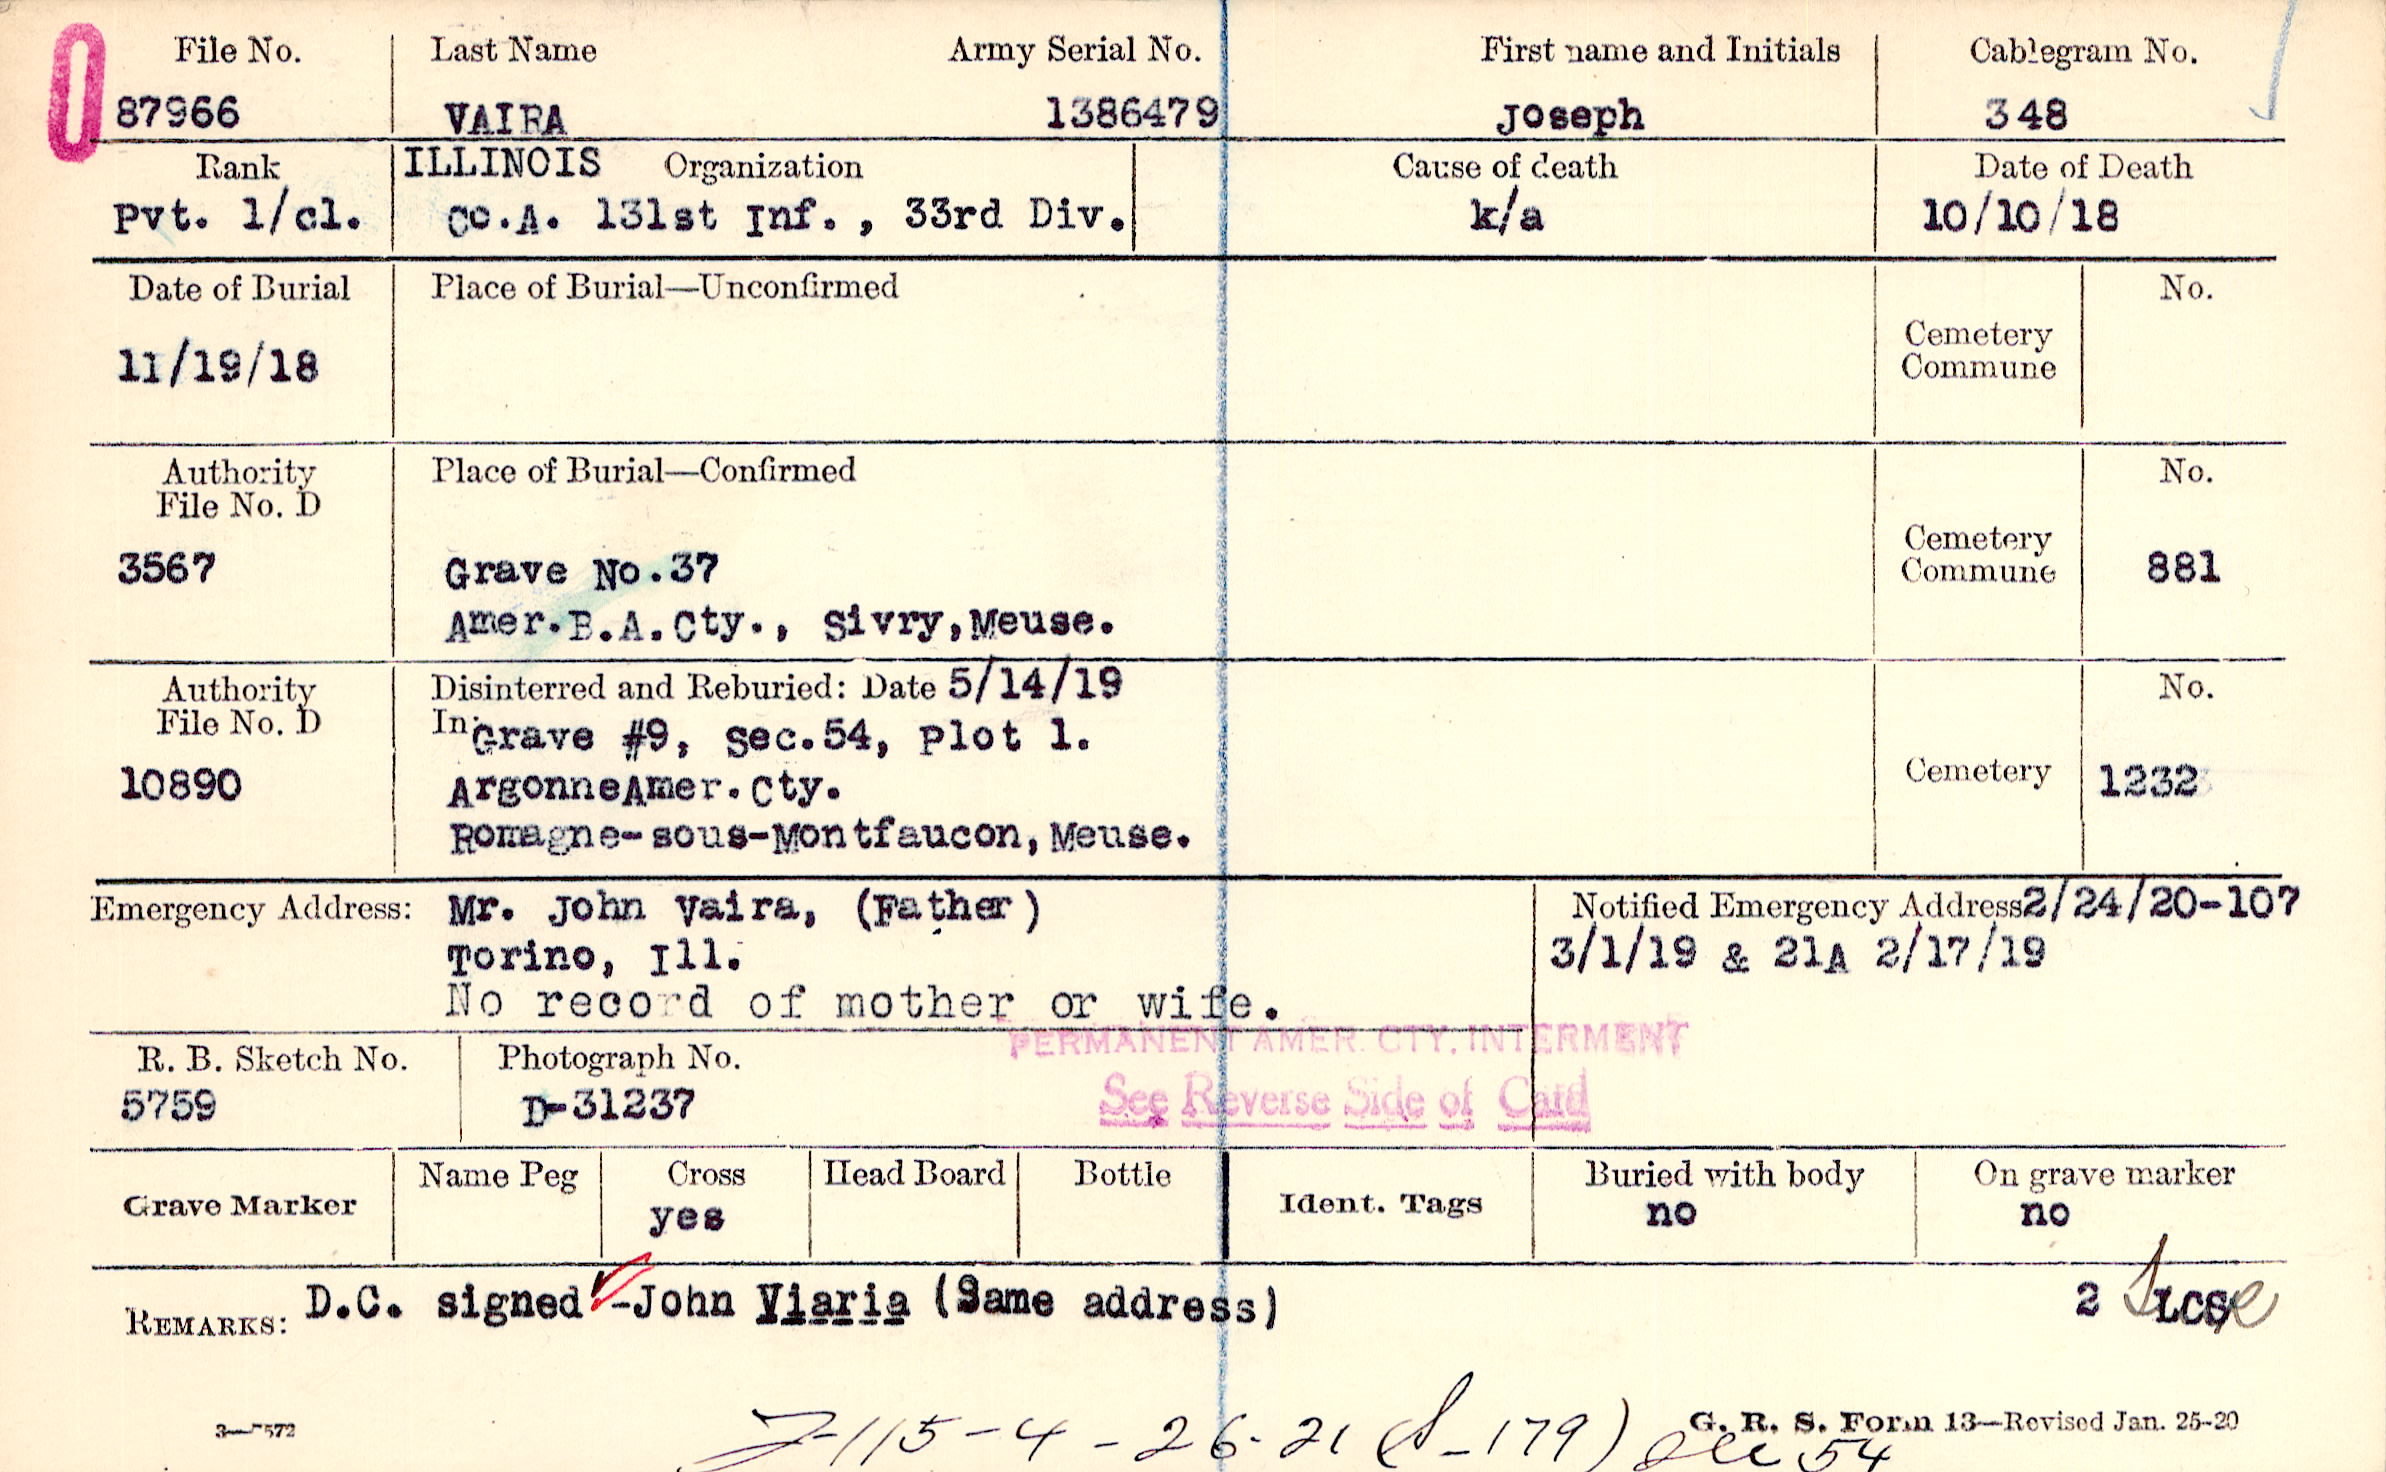 File No. Last Name Army Serial No. First name and Initials Cablegram No.
87966 VAIRA 1386479 Joseph 348
Rank ILLINOIS Organization Cause of death Date of Death
Pvt. 1/cl. Co.A. 131st Inf., 33rd Div. k/a 10/10/18
Date of Burial Place of Burial—Unconfirmed No.
11/19/18 Cemetery
Commune
Authority Place of Burial—Confirmed No.
File No. D
3567 Grave No.37 Cemetery
Commune 881
Amer.B.A.Cty., Sivry,Meuse.
Authority Disinterred and Reburied: Date 5/14/19 No.
File No. D In: Grave #9, Sec.54, Plot 1.
10890 ArgonneAmer.Cty. Cemetery 1232
Romagne-sous-Montfaucon,Meuse.
Emergency Address: Mr. John Vaira, (Father) Notified Emergency Address 2/24/20-107
Torino, Ill. 3/1/19 & 21A 2/17/19
No record of mother or wife.
PERMANENT AMER. CTY. INTERMENT
R. B. Sketch No. Photograph No.
5759 D-31237 See Reverse Side of Card
Grave Marker Name Peg Cross Head Board Bottle Ident. Tags Buried with body On grave marker
yes no no
REMARKS: D.C. signed -John Viaria (Same address) 2 LCS
3—7572 G. R. S. Form 13—Revised Jan. 25-20
115-4-26-21 (S-179) 54